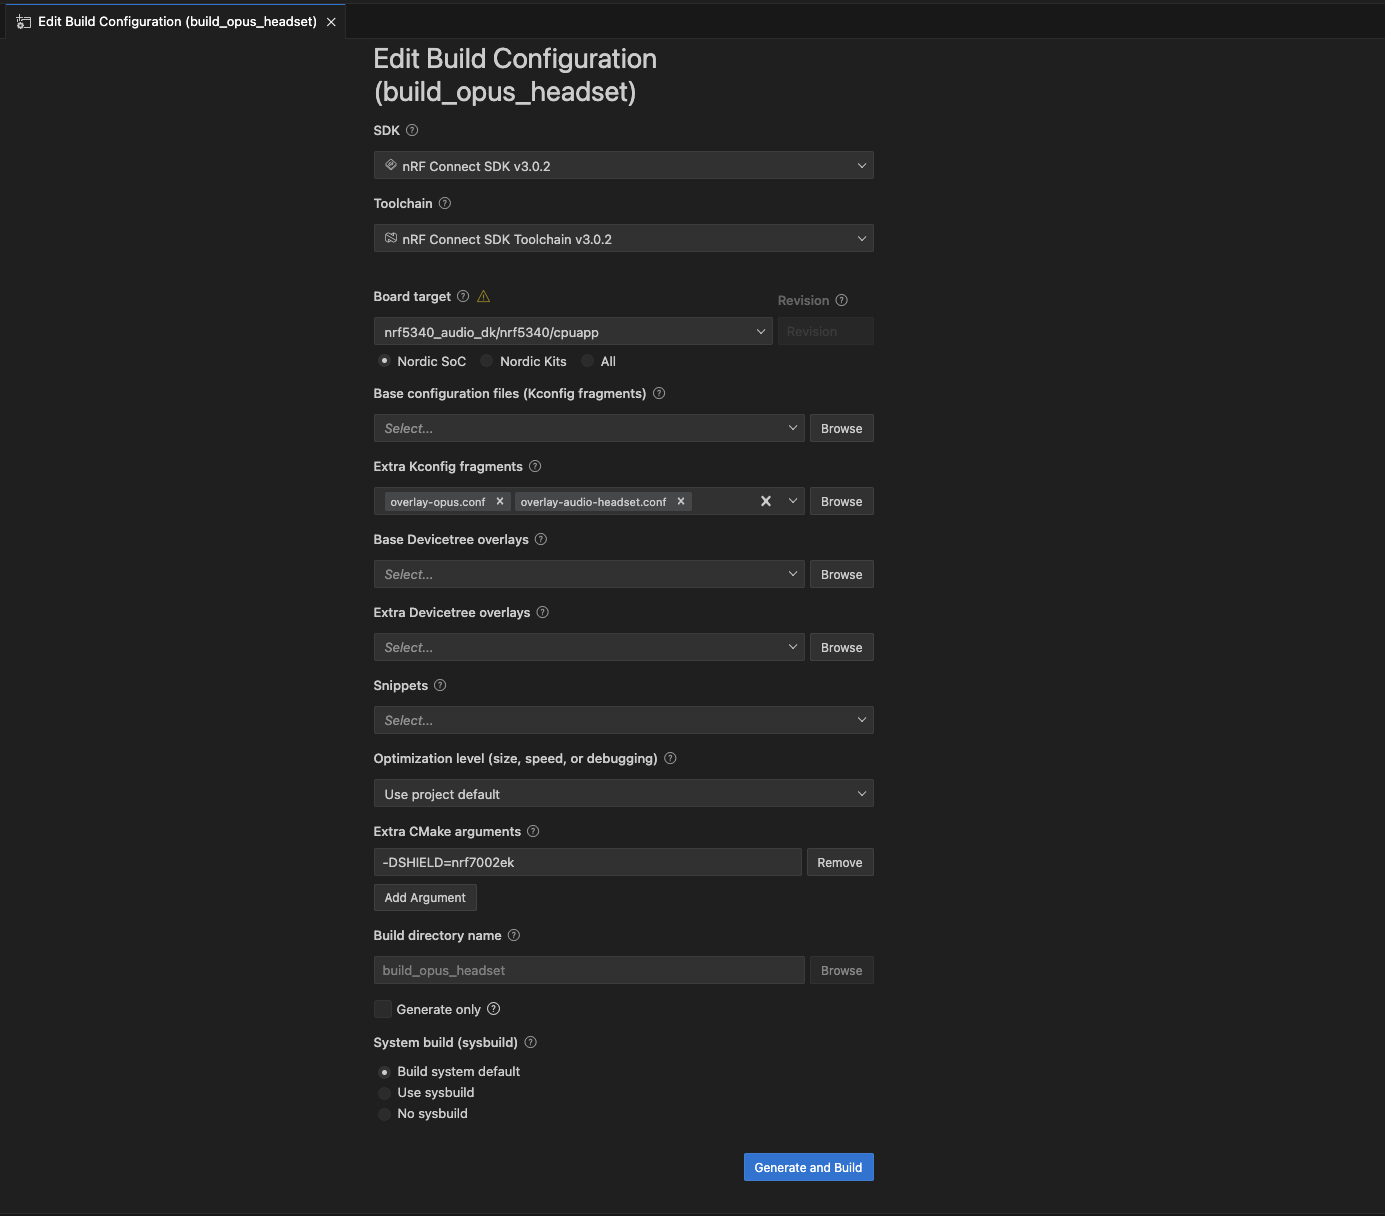 Edit Build Configuration (build_opus_headset)
Edit Build Configuration
(build_opus_headset)
SDK
nRF Connect SDK v3.0.2
Toolchain
nRF Connect SDK Toolchain v3.0.2
Board target
Revision
nrf5340_audio_dk/nrf5340/cpuapp
Revision
Nordic SoC Nordic Kits All
Base configuration files (Kconfig fragments)
Select... Browse
Extra Kconfig fragments
overlay-opus.conf overlay-audio-headset.conf Browse
Base Devicetree overlays
Select... Browse
Extra Devicetree overlays
Select... Browse
Snippets
Select...
Optimization level (size, speed, or debugging)
Use project default
Extra CMake arguments
-DSHIELD=nrf7002ek Remove
Add Argument
Build directory name
build_opus_headset Browse
Generate only
System build (sysbuild)
Build system default
Use sysbuild
No sysbuild
Generate and Build